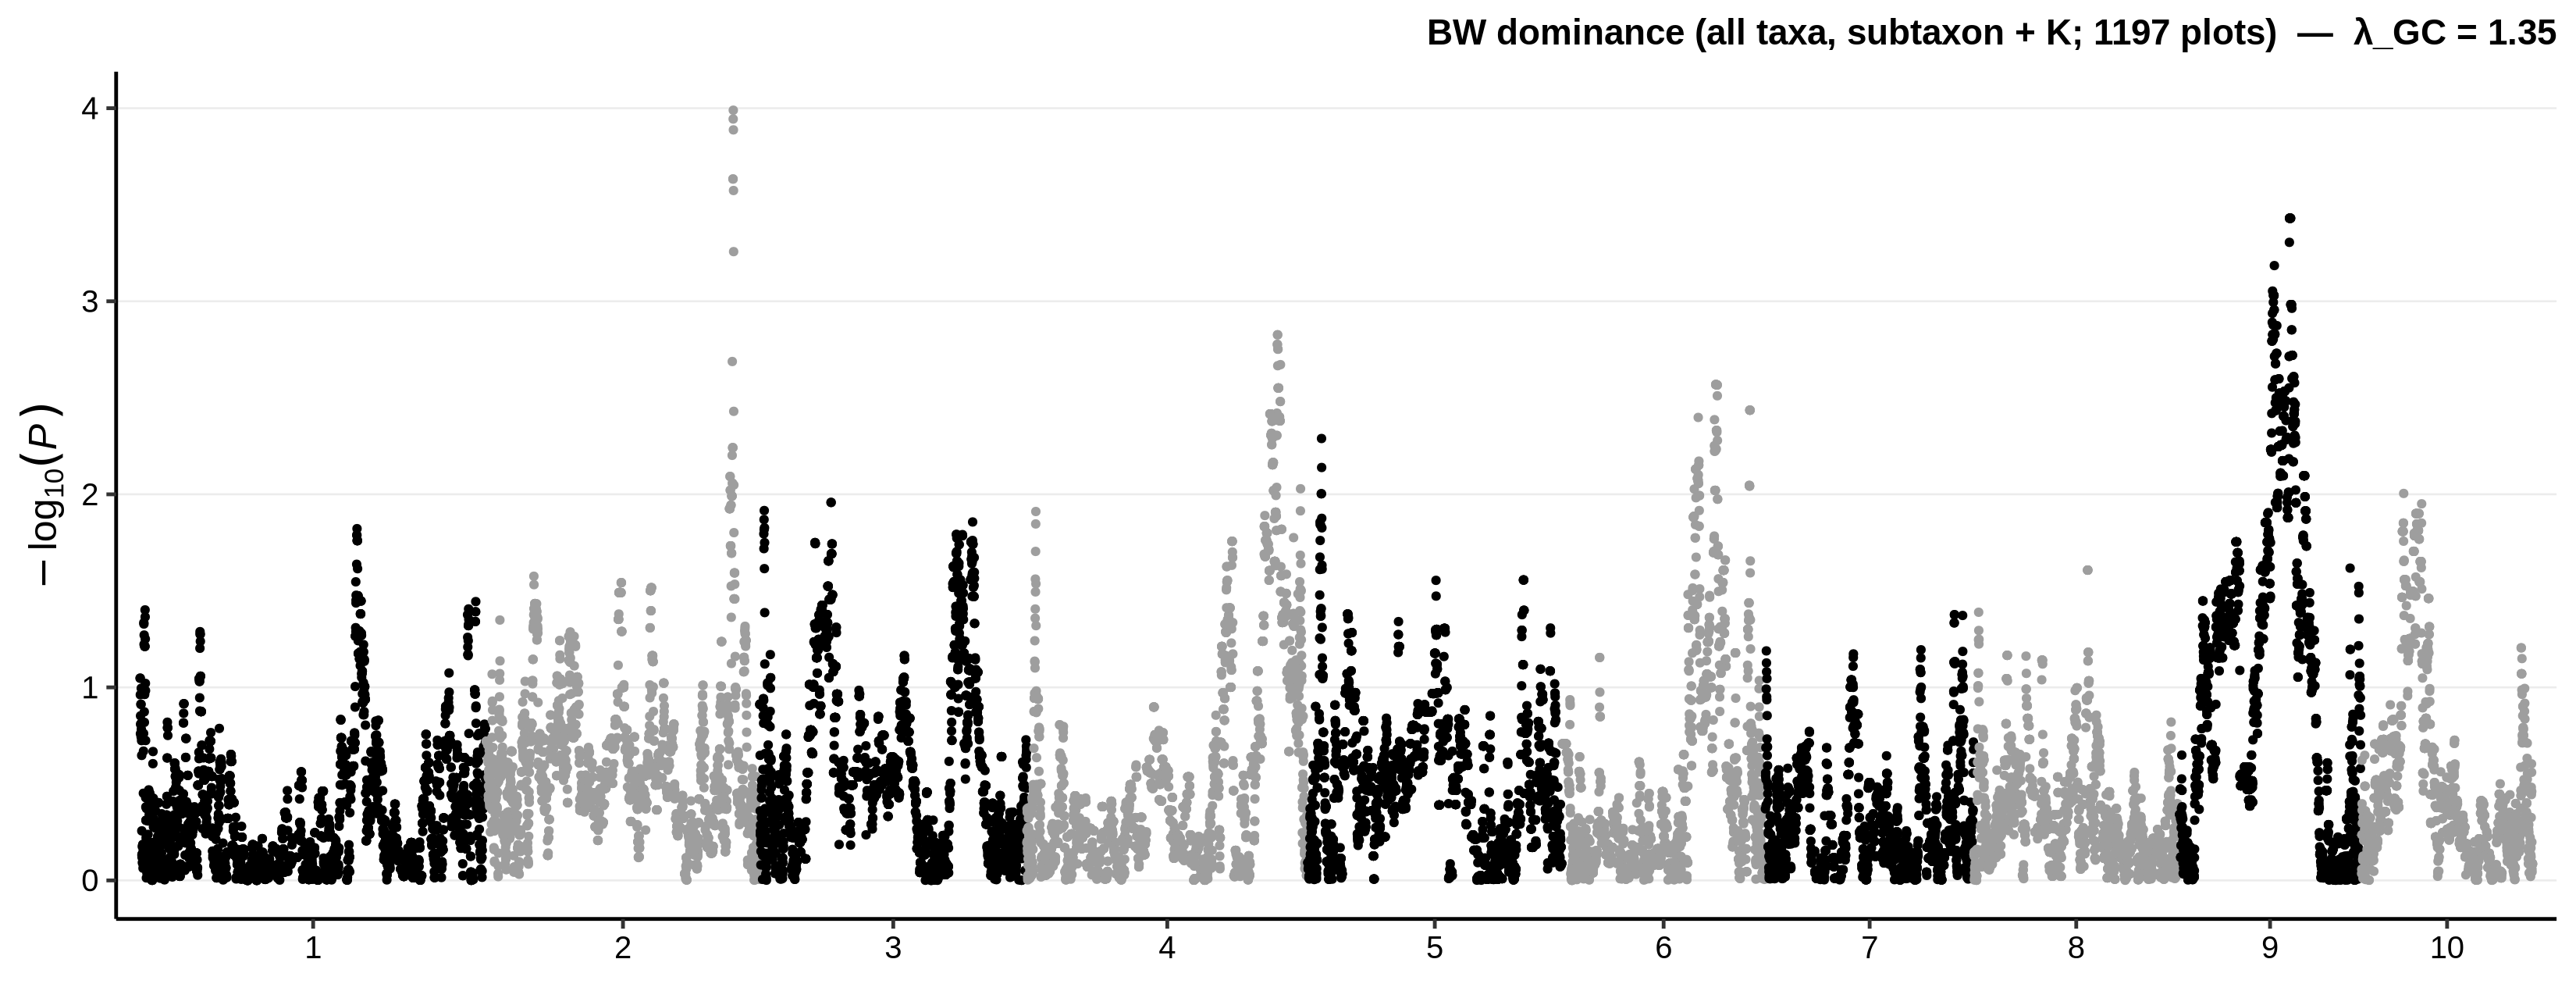 BW dominance (all taxa, subtaxon + K; 1197 plots) — λ_GC = 1.35
− log10(P)
4
3
2
1
0
1 2 3 4 5 6 7 8 9 10